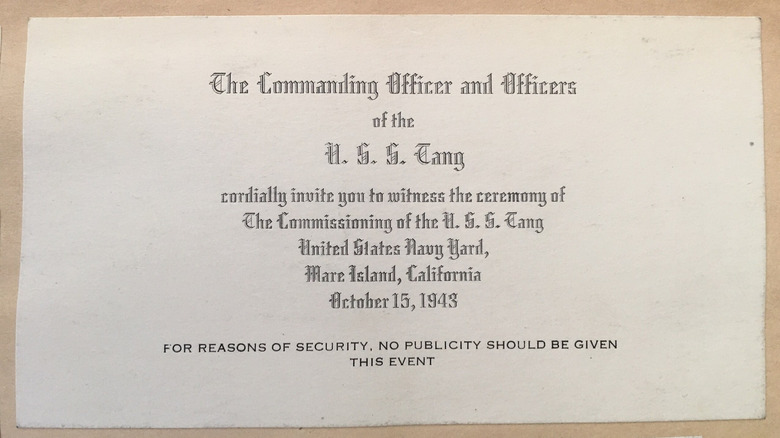 The Commanding Officer and Officers
of the
U. S. S. Tang
cordially invite you to witness the ceremony of
The Commissioning of the U. S. S. Tang
United States Navy Yard,
Mare Island, California
October 15, 1943
FOR REASONS OF SECURITY, NO PUBLICITY SHOULD BE GIVEN
THIS EVENT